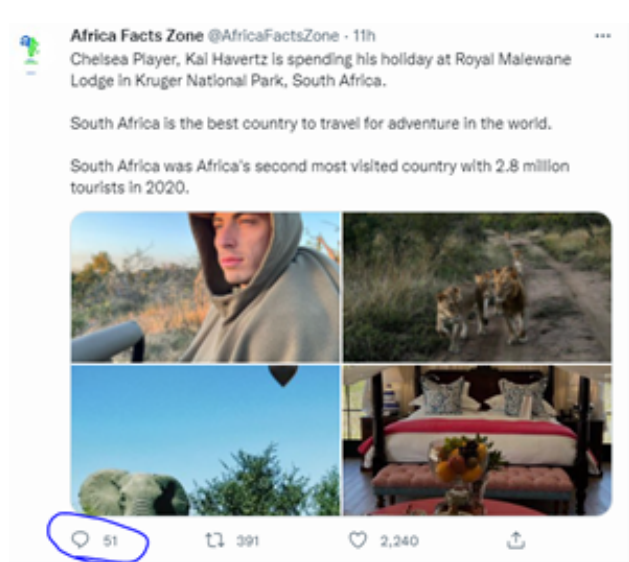 Africa Facts Zone @AfricaFactsZone · 11h
Chelsea Player, Kai Havertz is spending his holiday at Royal Malewane
Lodge in Kruger National Park, South Africa.
South Africa is the best country to travel for adventure in the world.
South Africa was Africa's second most visited country with 2.8 million
tourists in 2020.
51 391 2,240